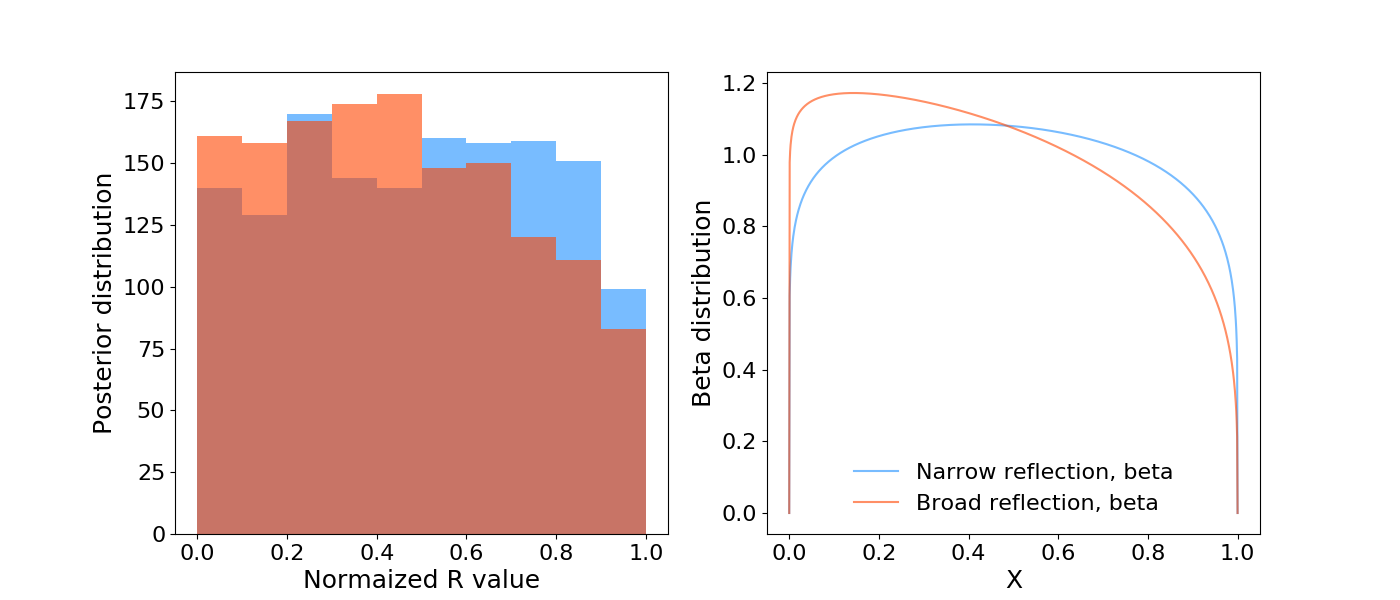 Posterior distribution
175
150
125
100
75
50
25
0
0.0 0.2 0.4 0.6 0.8 1.0
Normaized R value
Beta distribution
1.2
1.0
0.8
0.6
0.4
0.2
0.0
Narrow reflection, beta
Broad reflection, beta
0.0 0.2 0.4 0.6 0.8 1.0
X